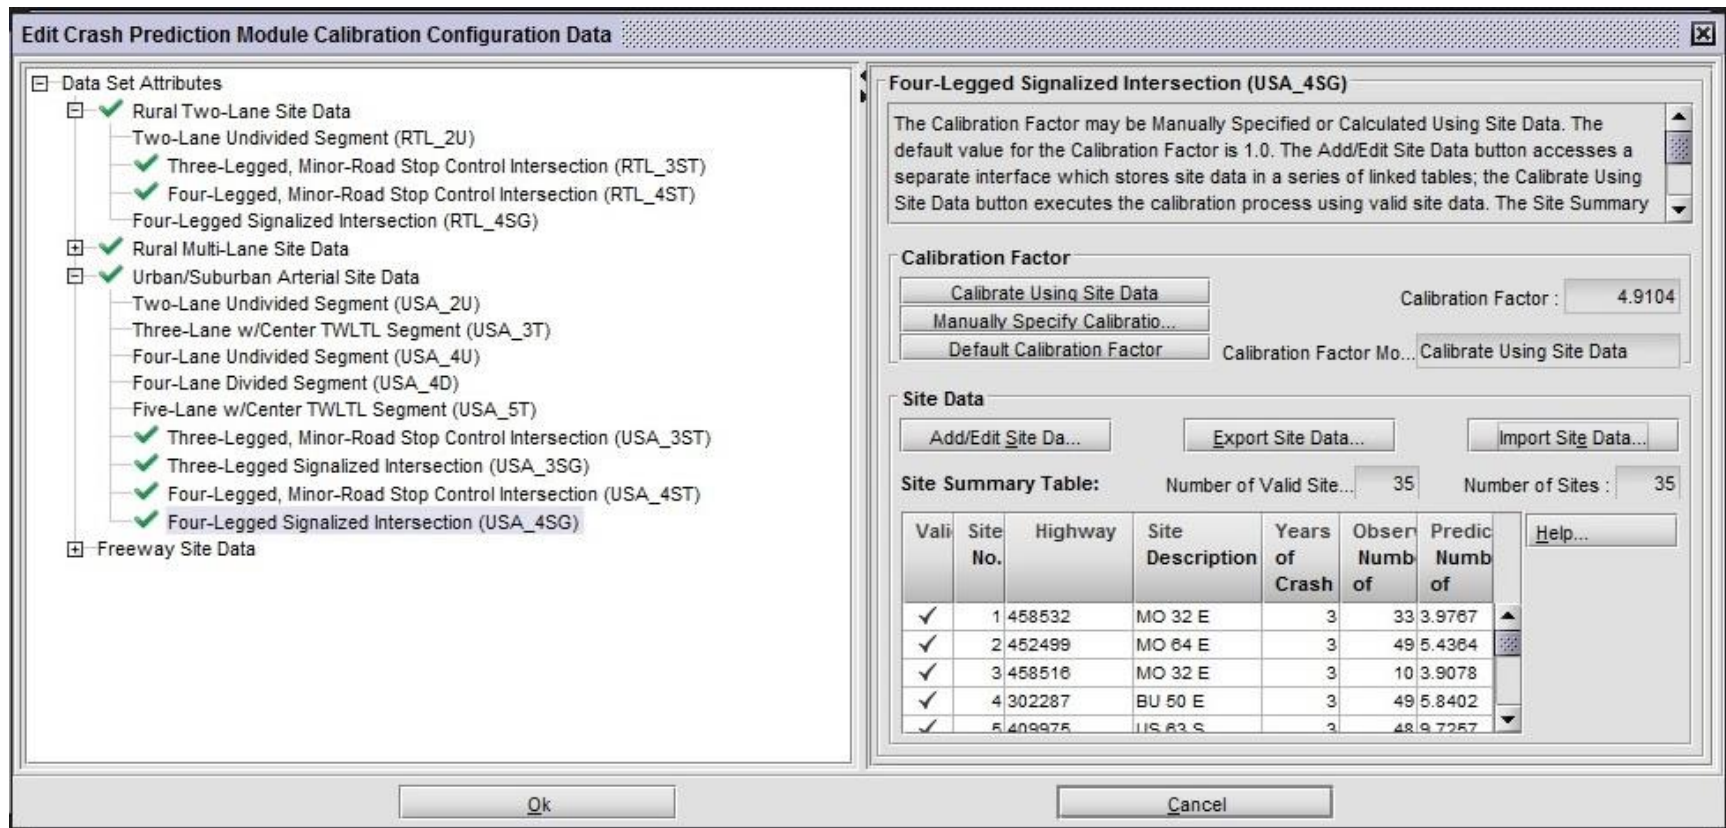 Edit Crash Prediction Module Calibration Configuration Data
Data Set Attributes
Rural Two-Lane Site Data
Two-Lane Undivided Segment (RTL_2U)
Three-Legged, Minor-Road Stop Control Intersection (RTL_3ST)
Four-Legged, Minor-Road Stop Control Intersection (RTL_4ST)
Four-Legged Signalized Intersection (RTL_4SG)
Rural Multi-Lane Site Data
Urban/Suburban Arterial Site Data
Two-Lane Undivided Segment (USA_2U)
Three-Lane w/Center TWLTL Segment (USA_3T)
Four-Lane Undivided Segment (USA_4U)
Four-Lane Divided Segment (USA_4D)
Five-Lane w/Center TWLTL Segment (USA_5T)
Three-Legged, Minor-Road Stop Control Intersection (USA_3ST)
Three-Legged Signalized Intersection (USA_3SG)
Four-Legged, Minor-Road Stop Control Intersection (USA_4ST)
Four-Legged Signalized Intersection (USA_4SG)
Freeway Site Data
Four-Legged Signalized Intersection (USA_4SG)
The Calibration Factor may be Manually Specified or Calculated Using Site Data. The
default value for the Calibration Factor is 1.0. The Add/Edit Site Data button accesses a
separate interface which stores site data in a series of linked tables; the Calibrate Using
Site Data button executes the calibration process using valid site data. The Site Summary
Calibration Factor
Calibrate Using Site Data
Calibration Factor : 4.9104
Manually Specify Calibratio...
Default Calibration Factor
Calibration Factor Mo... Calibrate Using Site Data
Site Data
Add/Edit Site Da... Export Site Data... Import Site Data...
Site Summary Table: Number of Valid Site... 35 Number of Sites : 35
Vali Site Highway Site Years Obser Predic Help...
No. Description of Numb Numb
Crash of of
1 458532 MO 32 E 3 33 3.9767
2 452499 MO 64 E 3 49 5.4364
3 458516 MO 32 E 3 10 3.9078
4 302287 BU 50 E 3 49 5.8402
5 409975 US 63 S 3 48 9.7257
Ok Cancel